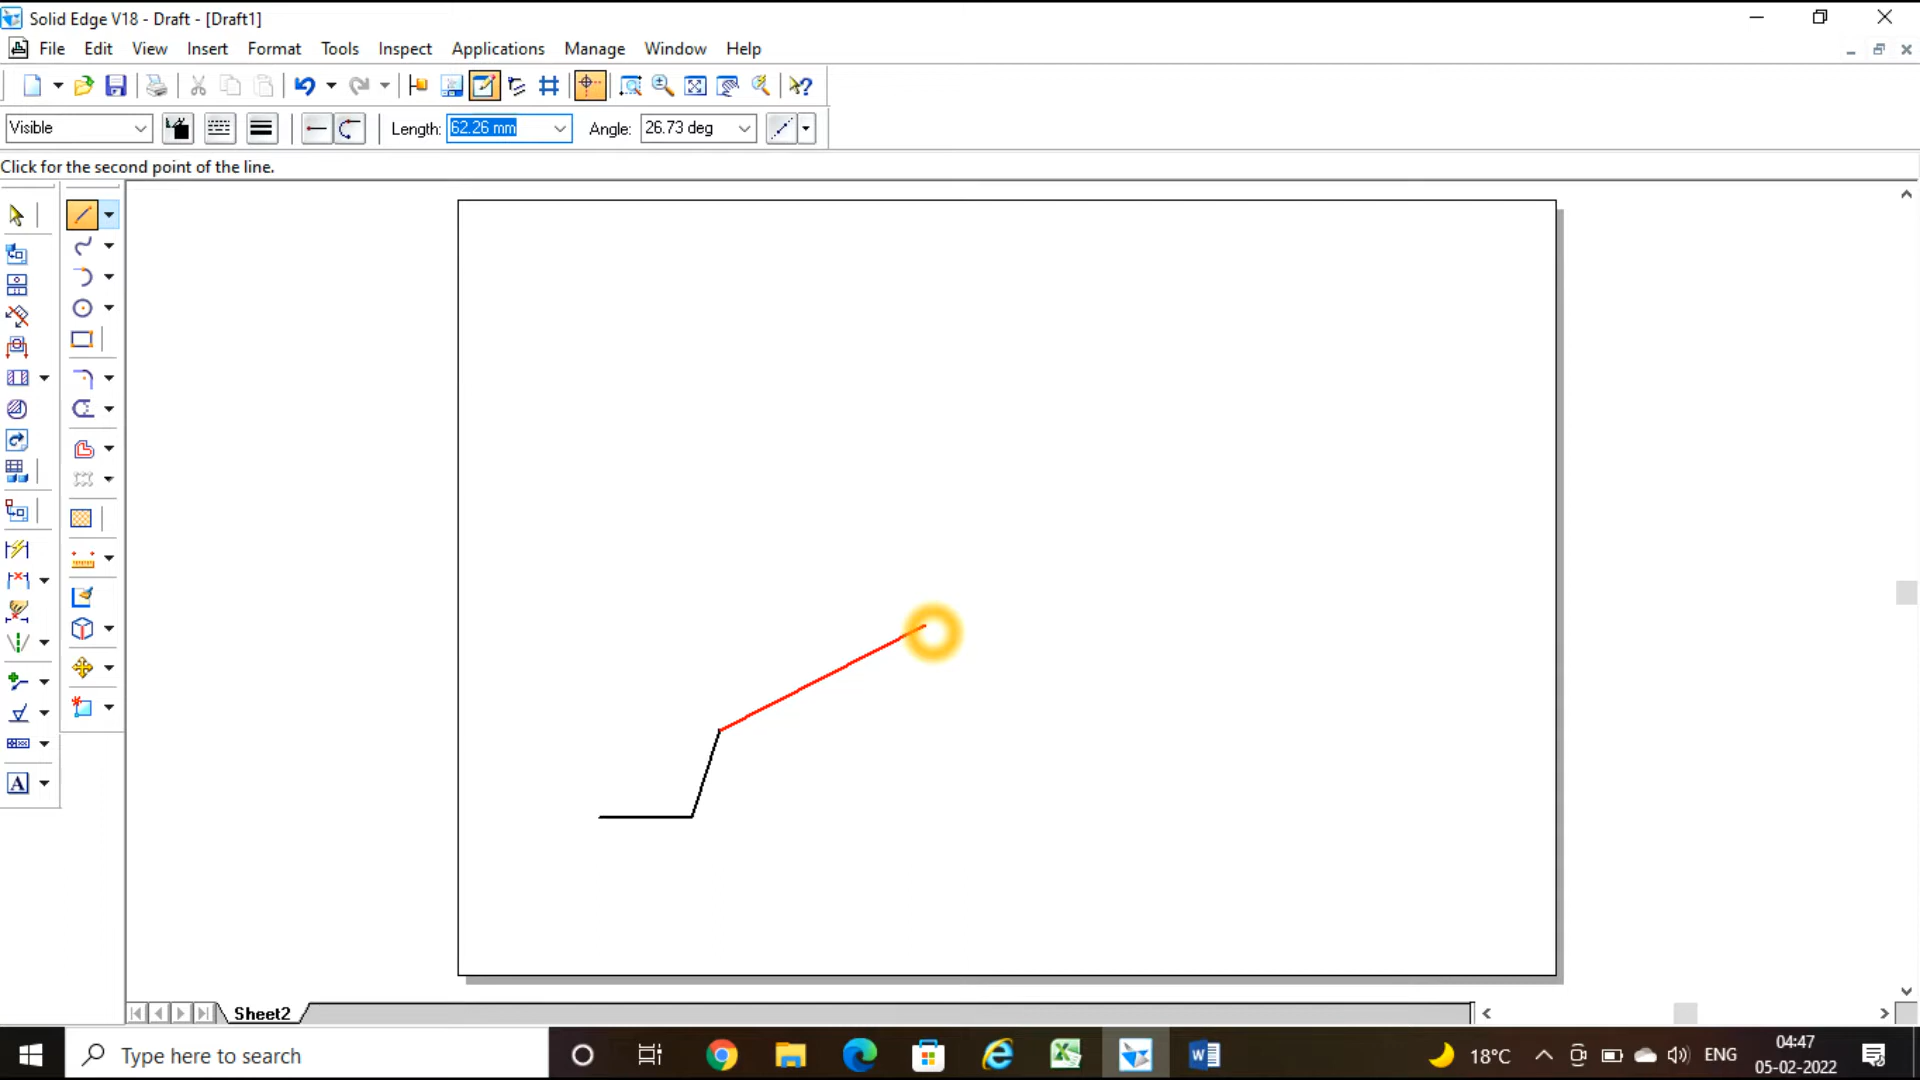 Solid Edge V18 - Draft - [Draft1]
File Edit View Insert Format Tools Inspect Applications Manage Window Help
Visible Length: 62.26 mm Angle: 26.73 deg
Click for the second point of the line.
A
Sheet2
Type here to search
18°C ENG 04:47
05-02-2022